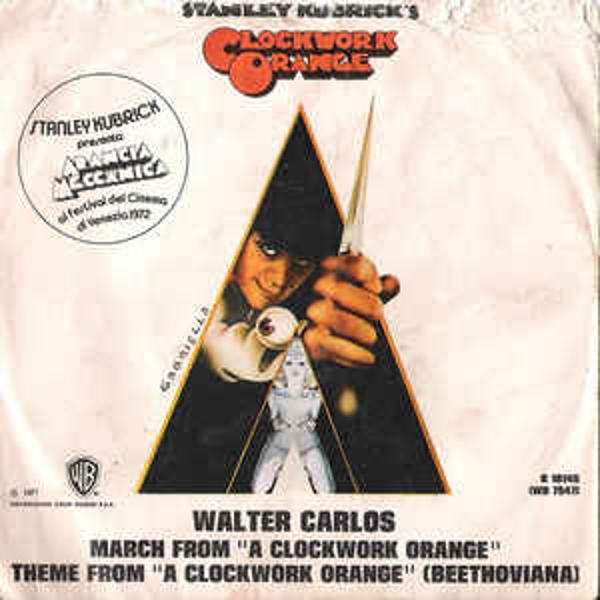 STANLEY KUBRICK'S
CLOCKWORK
ORANGE
STANLEY KUBRICK
presenta
ARANCIA
MECCANICA
al Festival del Cinema
di Venezia 1972
GABRIELLO
WB
WALTER CARLOS
MARCH FROM "A CLOCKWORK ORANGE"
THEME FROM "A CLOCKWORK ORANGE" (BEETHOVIANA)